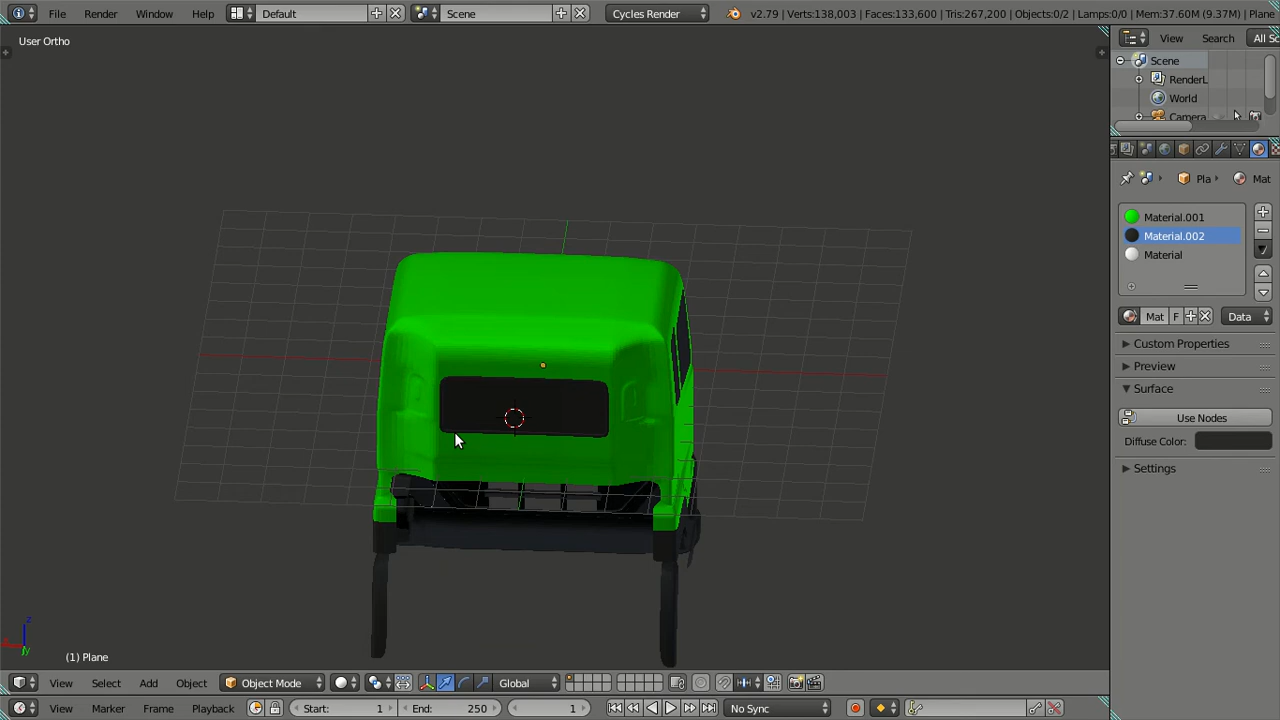 File Render Window Help Default Scene Cycles Render v2.79 | Verts:138,003 | Faces:133,600 | Tris:267,200 | Objects:0/2 | Lamps:0/0 | Mem:37.60M (9.37M) | Plane
User Ortho
View Search All Sc
Scene
RenderL
World
Camera
Pla Mat
Material.001
Material.002
Material
Mat F Data
Custom Properties
Preview
Surface
Use Nodes
Diffuse Color:
Settings
z
x
y
(1) Plane
View Select Add Object Object Mode Global
View Marker Frame Playback Start: 1 End: 250 1 No Sync